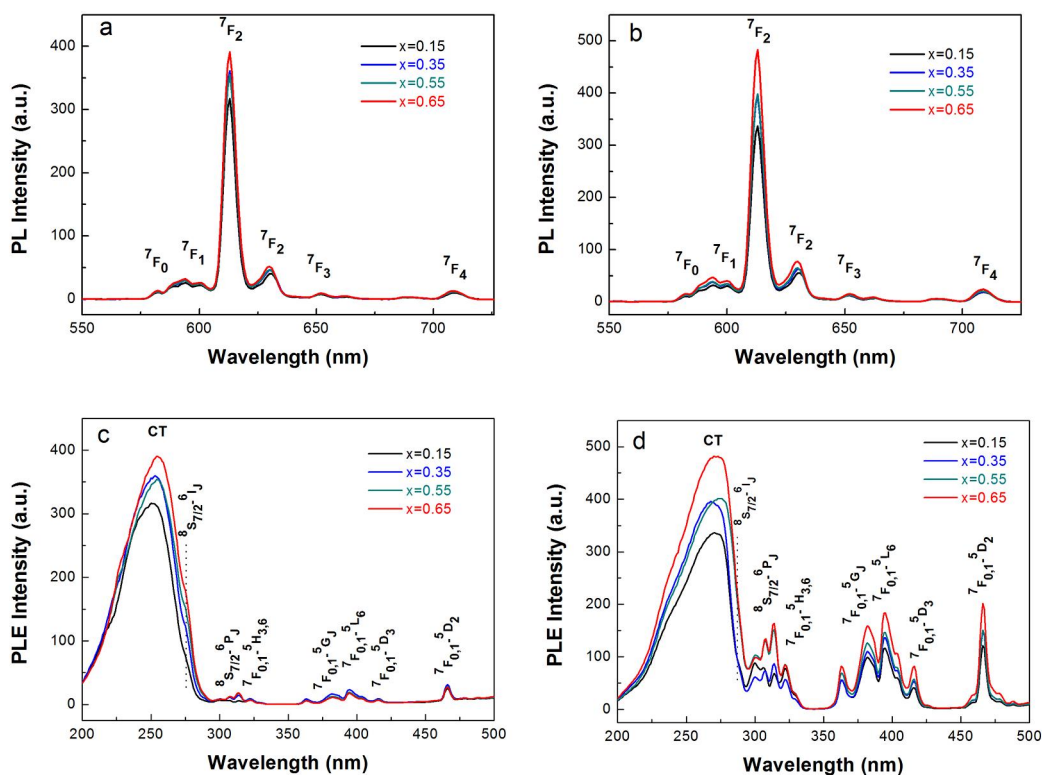 a
⁷F₂
x=0.15
x=0.35
x=0.55
x=0.65
⁷F₀
⁷F₁
⁷F₂
⁷F₃
⁷F₄
400
300
200
100
0
PL Intensity (a.u.)
550 600 650 700
Wavelength (nm)
b
⁷F₂
x=0.15
x=0.35
x=0.55
x=0.65
⁷F₀
⁷F₁
⁷F₂
⁷F₃
⁷F₄
500
400
300
200
100
0
PL Intensity (a.u.)
550 600 650 700
Wavelength (nm)
c
CT
x=0.15
x=0.35
x=0.55
x=0.65
⁸S₇/₂-⁶I_J
⁸S₇/₂-⁶P_J
⁷F₀,₁-⁵H₃,₆
⁷F₀,₁-⁵G_J
⁷F₀,₁-⁵L₆
⁷F₀,₁-⁵D₃
⁷F₀,₁-⁵D₂
400
300
200
100
0
PLE Intensity (a.u.)
200 250 300 350 400 450 500
Wavelength (nm)
d
CT
x=0.15
x=0.35
x=0.55
x=0.65
⁸S₇/₂-⁶I_J
⁸S₇/₂-⁶P_J
⁷F₀,₁-⁵H₃,₆
⁷F₀,₁-⁵G_J
⁷F₀,₁-⁵L₆
⁷F₀,₁-⁵D₃
⁷F₀,₁-⁵D₂
500
400
300
200
100
0
PLE Intensity (a.u.)
200 250 300 350 400 450 500
Wavelength (nm)